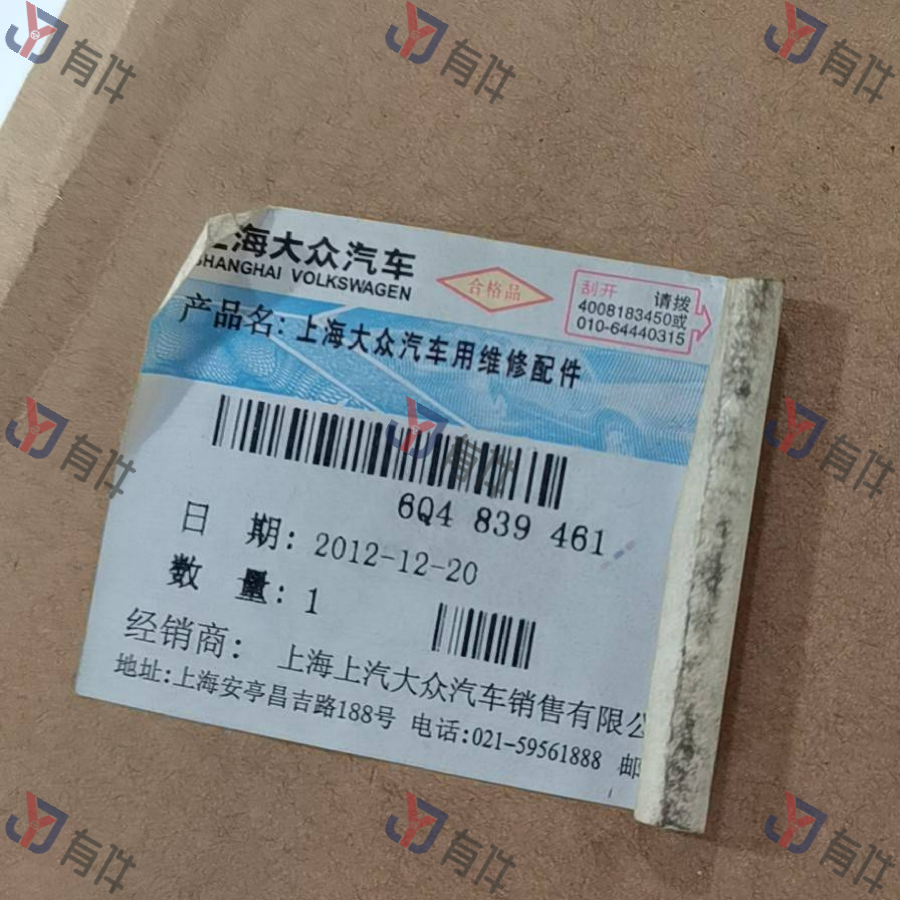 上海大众汽车
SHANGHAI VOLKSWAGEN
合格品
刮开 请拨
4008183450或
010-64440315
产品名: 上海大众汽车用维修配件
6Q4 839 461
日 期: 2012-12-20
数 量: 1
经销商: 上海上汽大众汽车销售有限公
地址:上海安亭昌吉路188号 电话:021-59561888 邮
有件
有件
有件
有件
有件
有件
有件
有件
有件